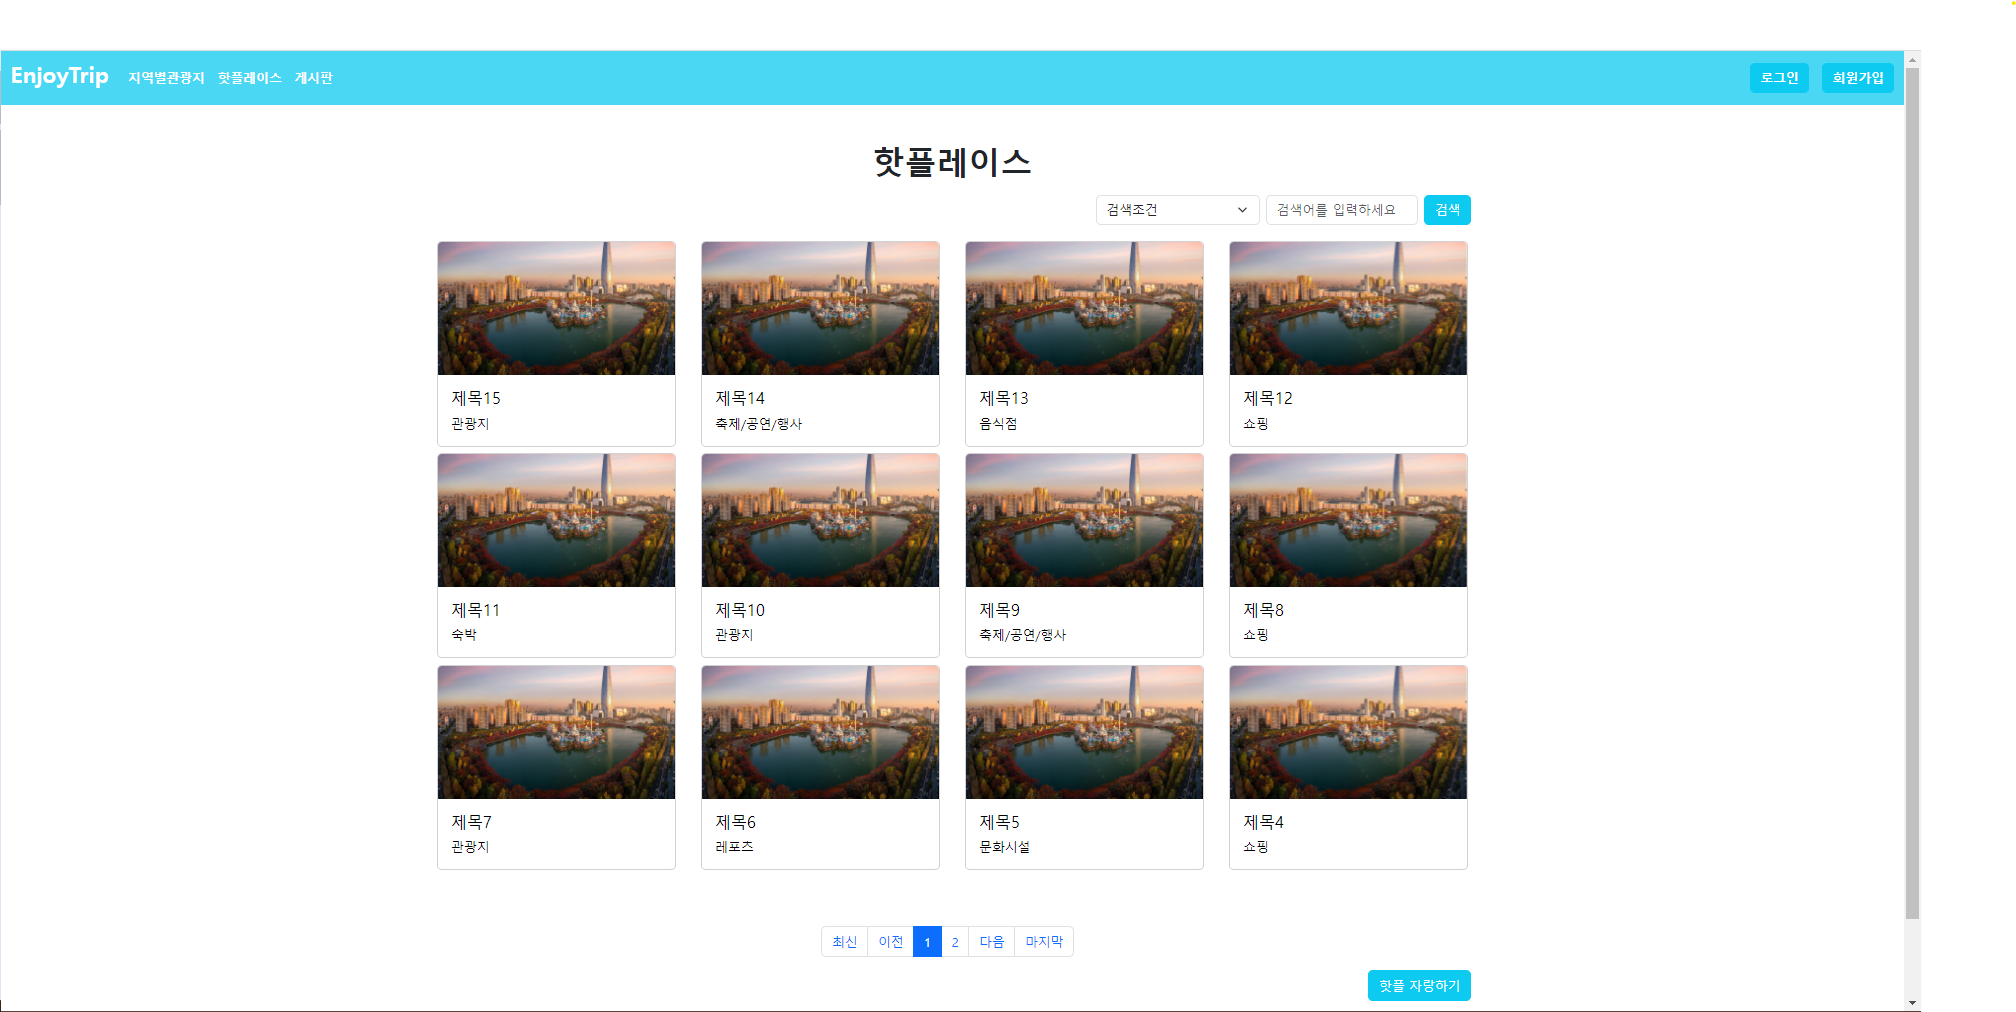 EnjoyTrip 지역별관광지 핫플레이스 게시판 로그인 회원가입
핫플레이스
검색조건 검색어를 입력하세요 검색
제목15 제목14 제목13 제목12
관광지 축제/공연/행사 음식점 쇼핑
제목11 제목10 제목9 제목8
숙박 관광지 축제/공연/행사 쇼핑
제목7 제목6 제목5 제목4
관광지 레포츠 문화시설 쇼핑
최신 이전 1 2 다음 마지막
핫플 자랑하기